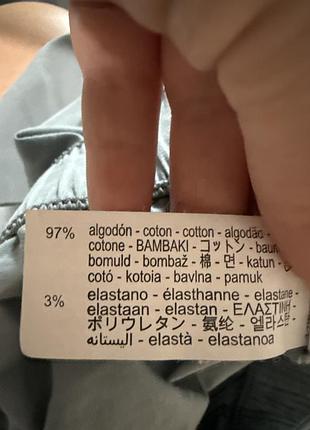 97% algodón - coton - cotton - algodão -
cotone - BAMBAKI - コットン - baum
bomuld - bombaž - 棉 - 면 - katun -
cotó - kotoia - bavlna - pamuk
3% elastano - élasthanne - elastane -
elastaan - elastan - ΕΛΑΣΤΙΝΗ -
ポリウレタン - 氨纶 - 엘라스탄 -
اليستانه - elastà - elastanoa